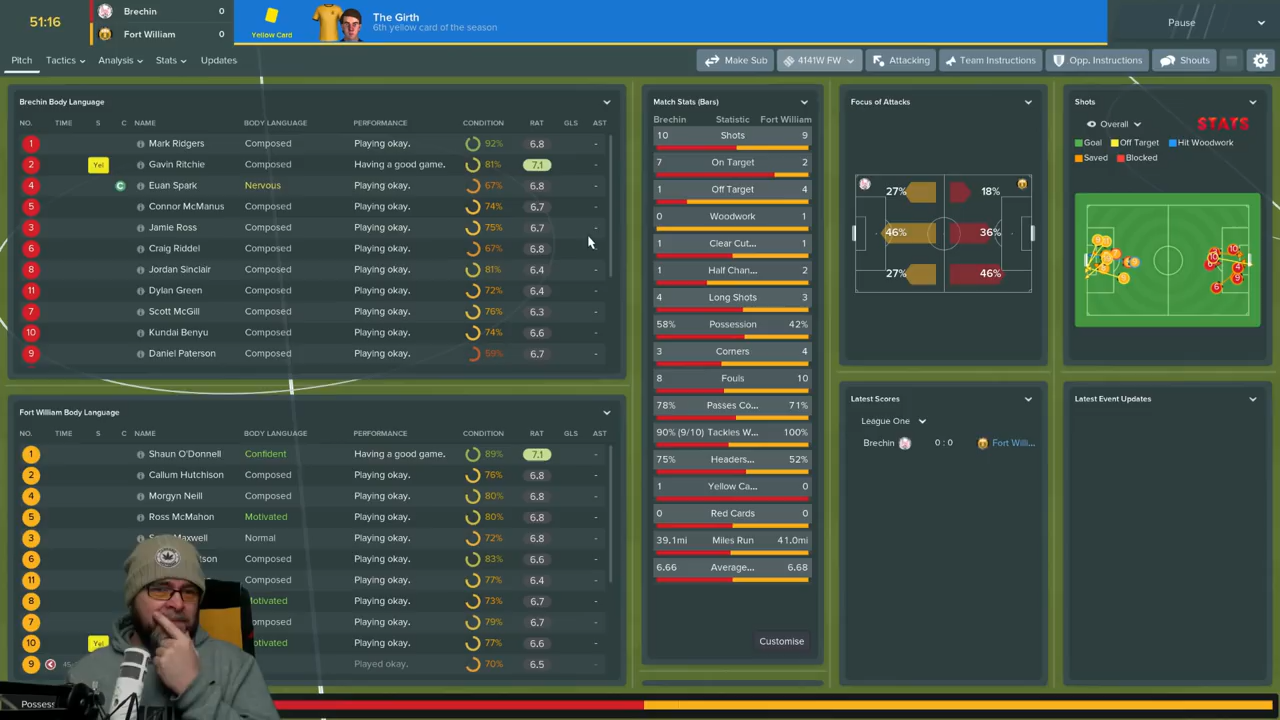 51:16
Brechin 0
Fort William 0
Yellow Card
The Girth
6th yellow card of the season
Pause
Pitch Tactics Analysis Stats Updates
Make Sub 4141W FW Attacking Team Instructions Opp. Instructions Shouts
Brechin Body Language
NO. TIME S C NAME BODY LANGUAGE PERFORMANCE CONDITION RAT GLS AST
1 Mark Ridgers Composed Playing okay. 92% 6.8 -
2 Yel Gavin Ritchie Composed Having a good game. 81% 7.1 -
4 C Euan Spark Nervous Playing okay. 67% 6.8 -
5 Connor McManus Composed Playing okay. 74% 6.7 -
3 Jamie Ross Composed Playing okay. 75% 6.7 -
6 Craig Riddel Composed Playing okay. 67% 6.8 -
8 Jordan Sinclair Composed Playing okay. 81% 6.4 -
11 Dylan Green Composed Playing okay. 72% 6.4 -
7 Scott McGill Composed Playing okay. 76% 6.3 -
10 Kundai Benyu Composed Playing okay. 74% 6.6 -
9 Daniel Paterson Composed Playing okay. 59% 6.7 -
Fort William Body Language
NO. TIME S C NAME BODY LANGUAGE PERFORMANCE CONDITION RAT GLS AST
1 Shaun O'Donnell Confident Having a good game. 89% 7.1 -
2 Callum Hutchison Composed Playing okay. 76% 6.8 -
4 Morgyn Neill Composed Playing okay. 80% 6.8 -
5 Ross McMahon Motivated Playing okay. 80% 6.8 -
3 Maxwell Normal Playing okay. 72% 6.8 -
6 Composed Playing okay. 83% 6.6 -
11 Composed Playing okay. 77% 6.4 -
8 Motivated Playing okay. 73% 6.7 -
7 Composed Playing okay. 79% 6.7 -
10 Yel Motivated Playing okay. 77% 6.6 -
9 Played okay. 70% 6.5 -
Match Stats (Bars)
Brechin Statistic Fort William
10 Shots 9
7 On Target 2
1 Off Target 4
0 Woodwork 1
1 Clear Cut... 1
1 Half Chan... 2
4 Long Shots 3
58% Possession 42%
3 Corners 4
8 Fouls 10
78% Passes Co... 71%
90% (9/10) Tackles W... 100%
75% Headers... 52%
1 Yellow Ca... 0
0 Red Cards 0
39.1mi Miles Run 41.0mi
6.66 Average... 6.68
Customise
Focus of Attacks
27% 18%
46% 36%
27% 46%
Shots
Overall STAYS
Goal Off Target Hit Woodwork
Saved Blocked
Latest Scores
League One
Brechin 0 : 0 Fort Willi...
Latest Event Updates
Possess